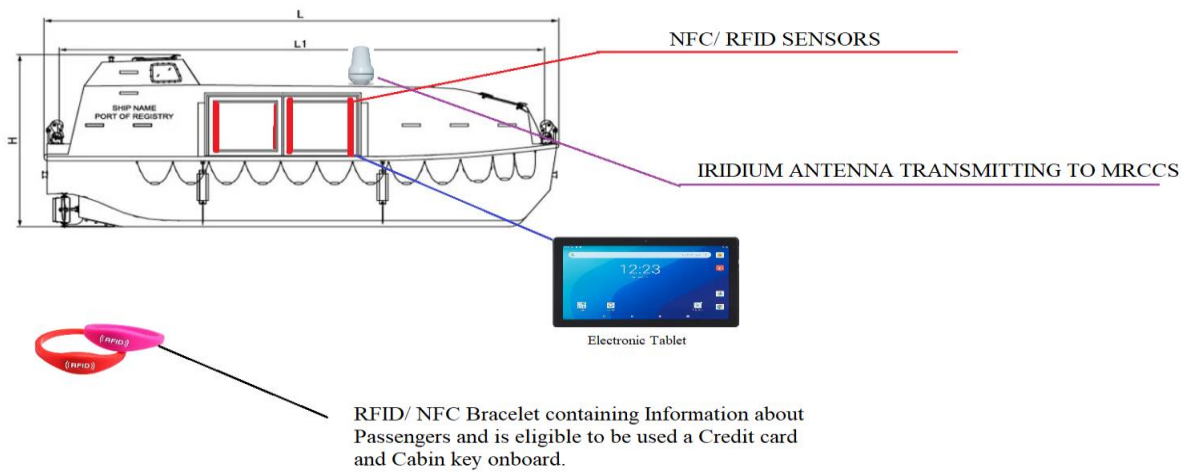 L
L1
NFC/ RFID SENSORS
SHIP NAME
PORT OF REGISTRY
H
IRIDIUM ANTENNA TRANSMITTING TO MRCCS
12:23
Electronic Tablet
((RFID))
((RFID))
RFID/ NFC Bracelet containing Information about
Passengers and is eligible to be used a Credit card
and Cabin key onboard.